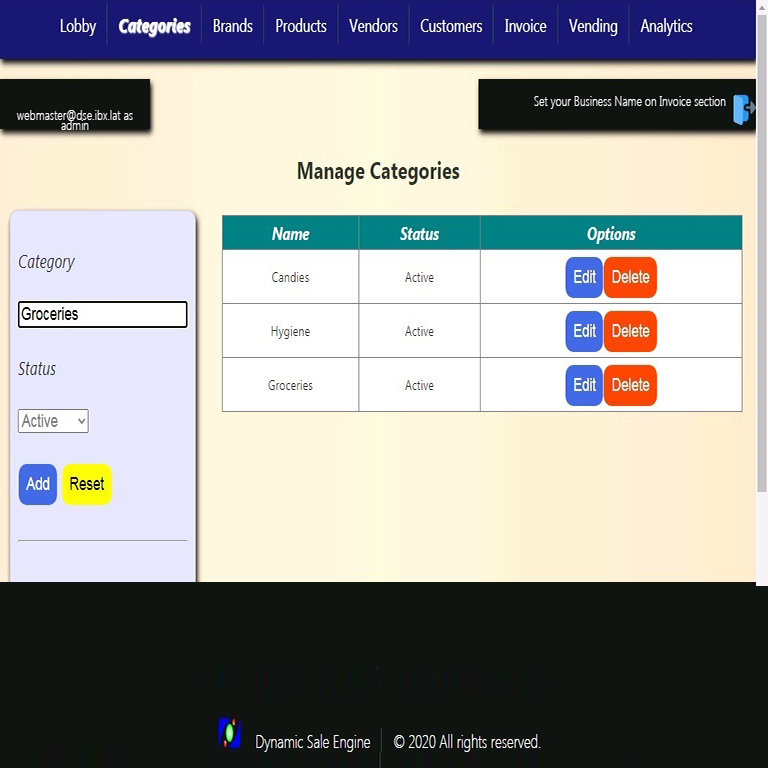 Lobby Categories Brands Products Vendors Customers Invoice Vending Analytics
webmaster@dse.ibx.lat as
admin
Set your Business Name on Invoice section
Manage Categories
Category
Groceries
Status
Active
Add Reset
Name Status Options
Candies Active Edit Delete
Hygiene Active Edit Delete
Groceries Active Edit Delete
Dynamic Sale Engine © 2020 All rights reserved.